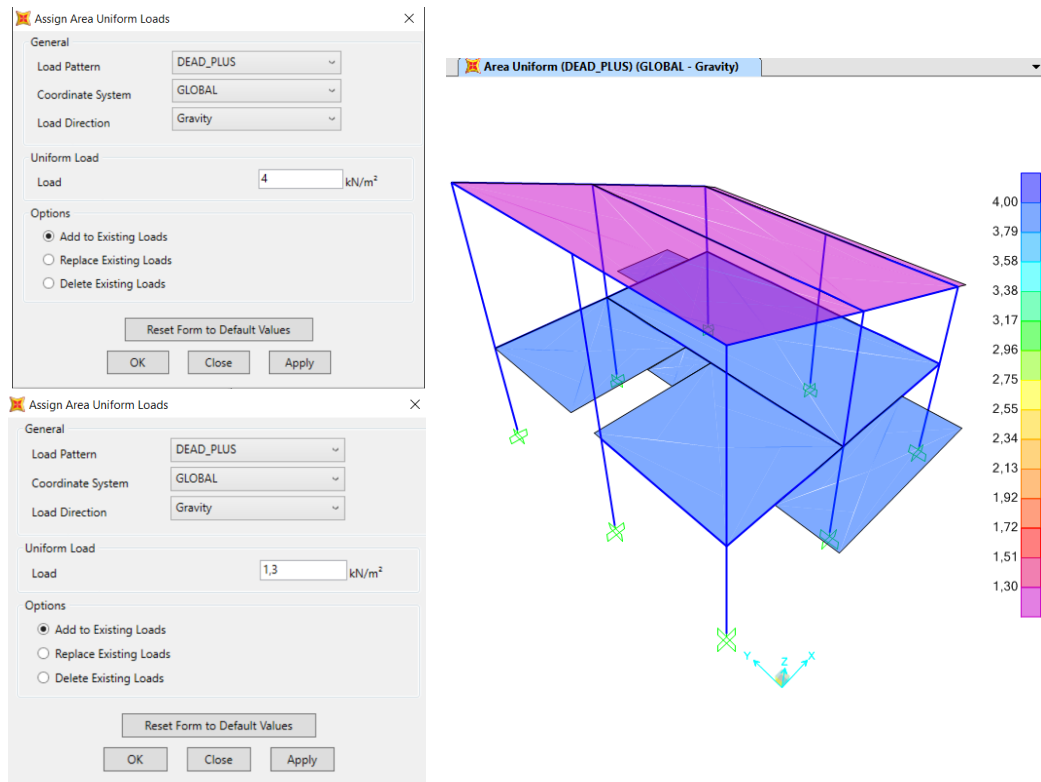 Assign Area Uniform Loads
General
Load Pattern DEAD_PLUS
Coordinate System GLOBAL
Load Direction Gravity
Uniform Load
Load 4 kN/m²
Options
Add to Existing Loads
Replace Existing Loads
Delete Existing Loads
Reset Form to Default Values
OK Close Apply
Assign Area Uniform Loads
General
Load Pattern DEAD_PLUS
Coordinate System GLOBAL
Load Direction Gravity
Uniform Load
Load 1,3 kN/m²
Options
Add to Existing Loads
Replace Existing Loads
Delete Existing Loads
Reset Form to Default Values
OK Close Apply
Area Uniform (DEAD_PLUS) (GLOBAL - Gravity)
4,00
3,79
3,58
3,38
3,17
2,96
2,75
2,55
2,34
2,13
1,92
1,72
1,51
1,30
Y Z X